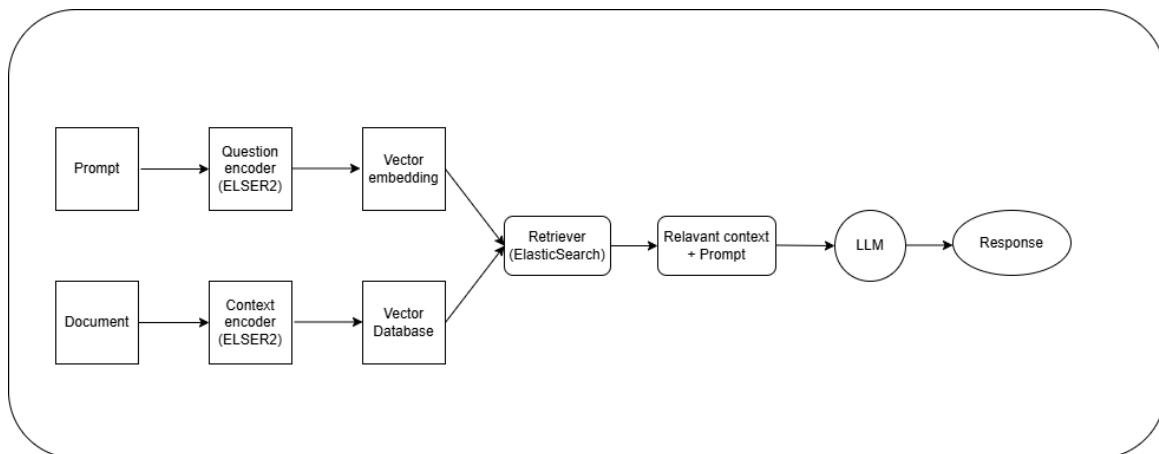 Prompt
Question
encoder
(ELSER2)
Vector
embedding
Retriever
(ElasticSearch)
Relavant context
+ Prompt
LLM
Response
Document
Context
encoder
(ELSER2)
Vector
Database